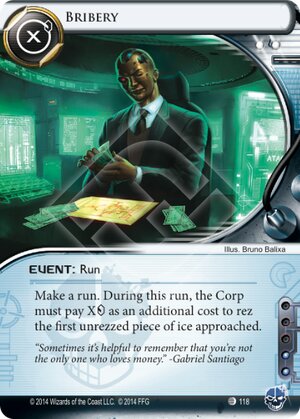 X
Bribery
ATA
Illus. Bruno Balixa
EVENT: Run
Make a run. During this run, the Corp
must pay X as an additional cost to rez
the first unrezzed piece of ice approached.
“Sometimes it’s helpful to remember that you’re not
the only one who loves money.” -Gabriel Santiago
© 2014 Wizards of the Coast LLC. © 2014 FFG
118